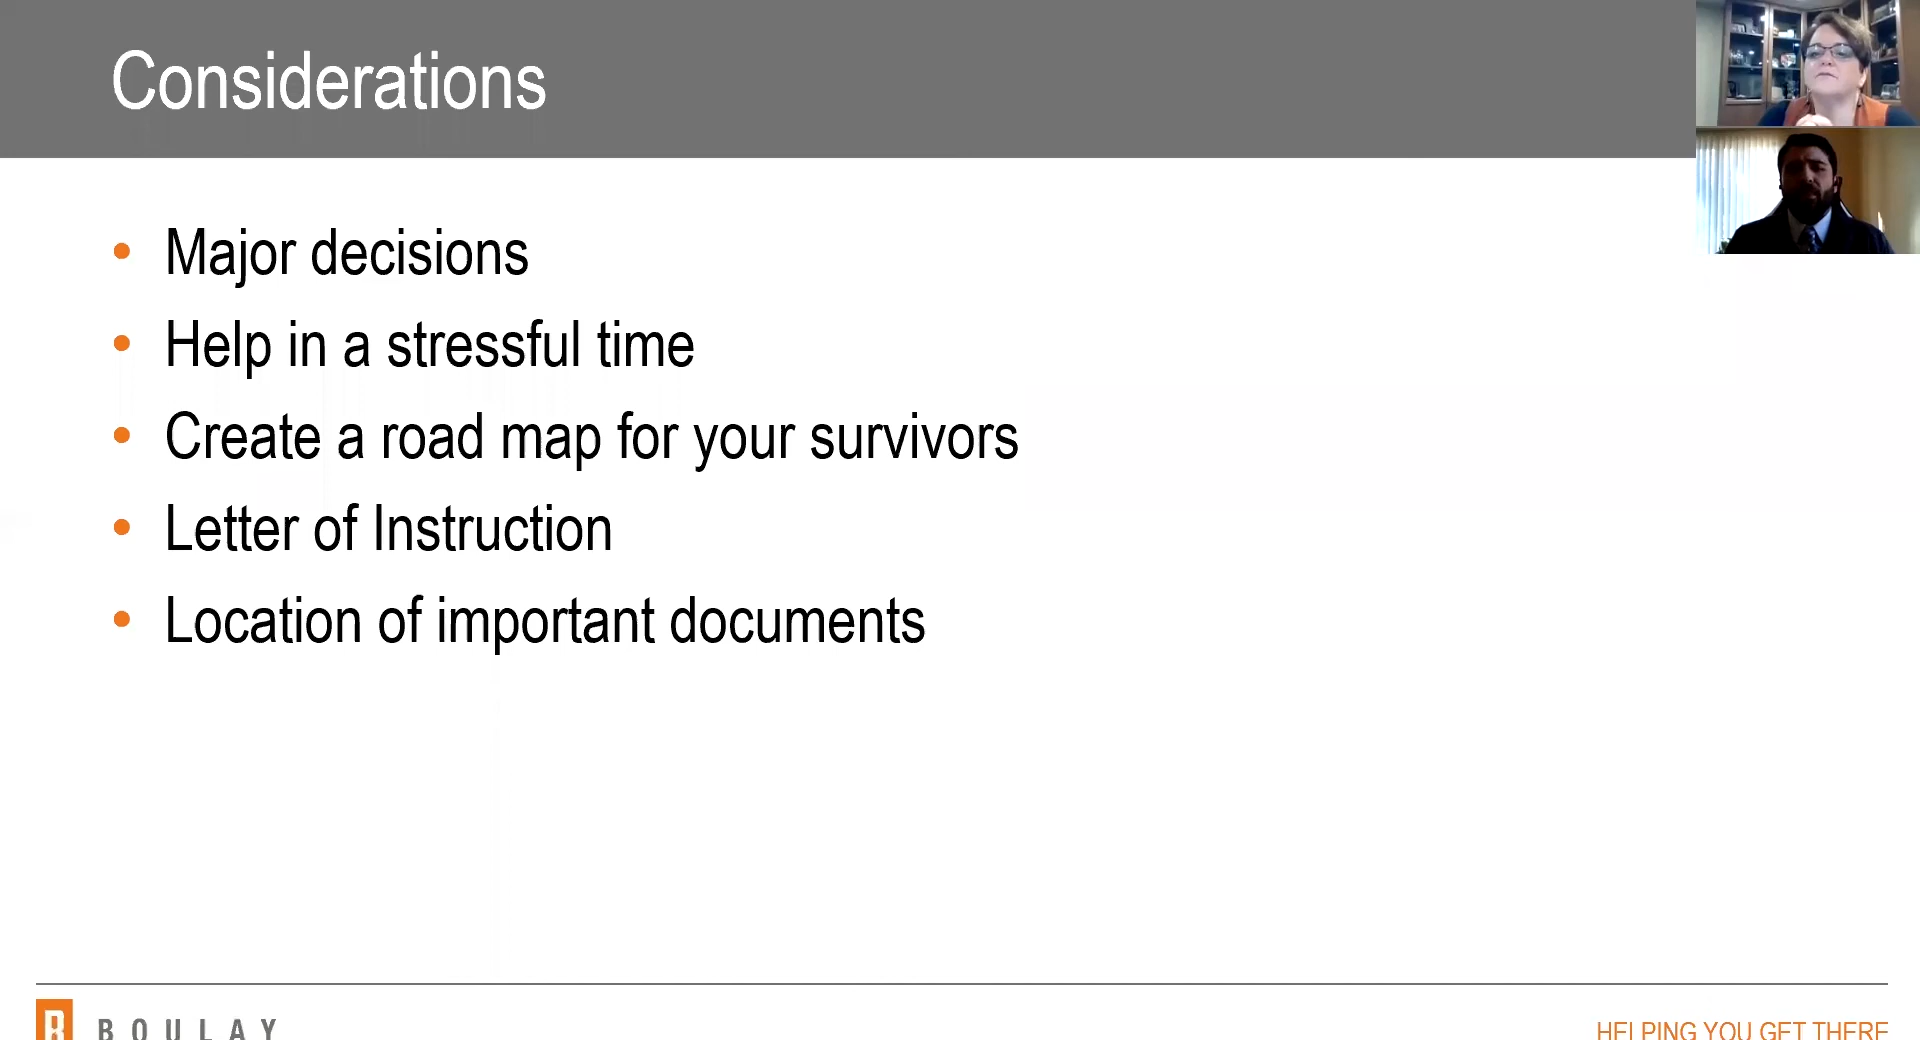 Considerations
• Major decisions
• Help in a stressful time
• Create a road map for your survivors
• Letter of Instruction
• Location of important documents
B BOULAY
HELPING YOU GET THERE